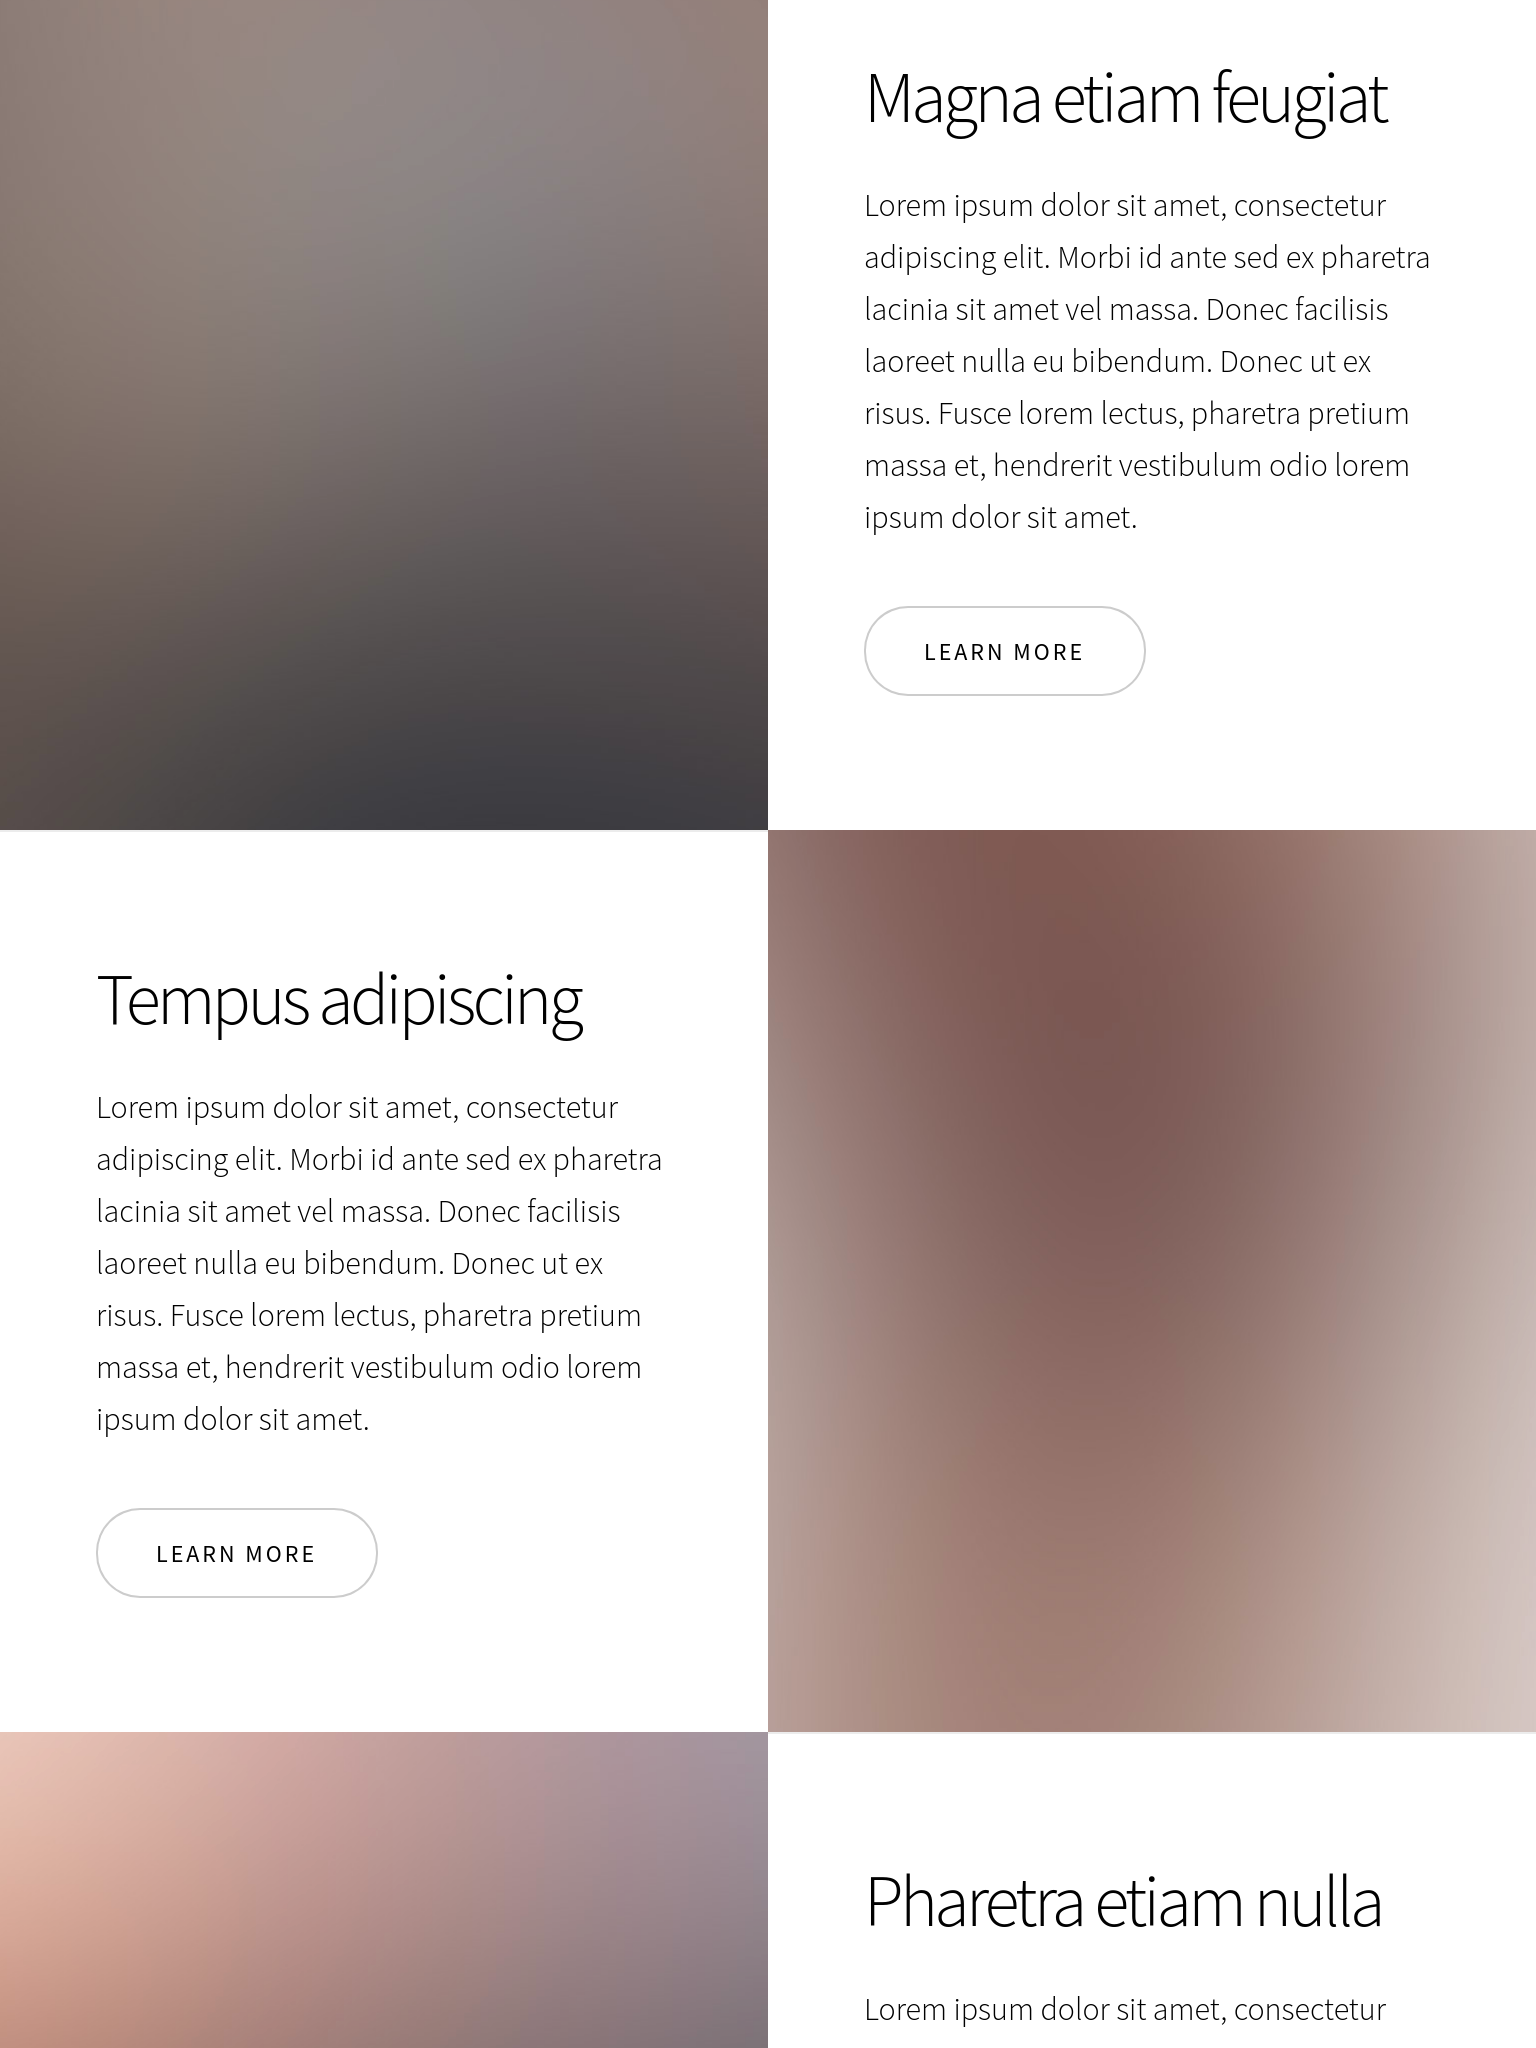 Magna etiam feugiat
Lorem ipsum dolor sit amet, consectetur
adipiscing elit. Morbi id ante sed ex pharetra
lacinia sit amet vel massa. Donec facilisis
laoreet nulla eu bibendum. Donec ut ex
risus. Fusce lorem lectus, pharetra pretium
massa et, hendrerit vestibulum odio lorem
ipsum dolor sit amet.
LEARN MORE
Tempus adipiscing
Lorem ipsum dolor sit amet, consectetur
adipiscing elit. Morbi id ante sed ex pharetra
lacinia sit amet vel massa. Donec facilisis
laoreet nulla eu bibendum. Donec ut ex
risus. Fusce lorem lectus, pharetra pretium
massa et, hendrerit vestibulum odio lorem
ipsum dolor sit amet.
LEARN MORE
Pharetra etiam nulla
Lorem ipsum dolor sit amet, consectetur